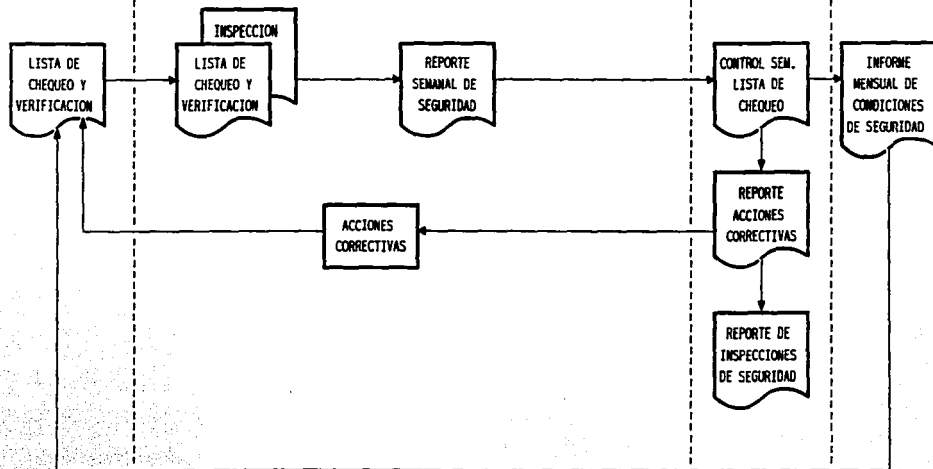 LISTA DE
CHEQUEO Y
VERIFICACION
INSPECCION
LISTA DE
CHEQUEO Y
VERIFICACION
REPORTE
SEMANAL DE
SEGURIDAD
CONTROL SEM.
LISTA DE
CHEQUEO
INFORME
MENSUAL DE
CONDICIONES
DE SEGURIDAD
ACCIONES
CORRECTIVAS
REPORTE
ACCIONES
CORRECTIVAS
REPORTE DE
INSPECCIONES
DE SEGURIDAD